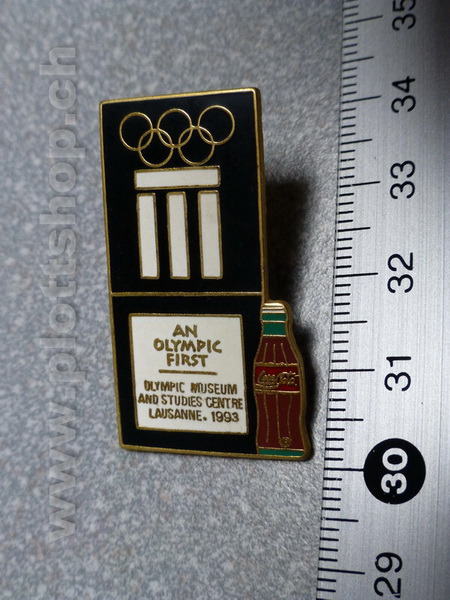 AN
OLYMPIC
FIRST
OLYMPIC MUSEUM
AND STUDIES CENTRE
LAUSANNE. 1993
Coca-Cola
35
34
33
32
31
30
29
www.plottshop.ch